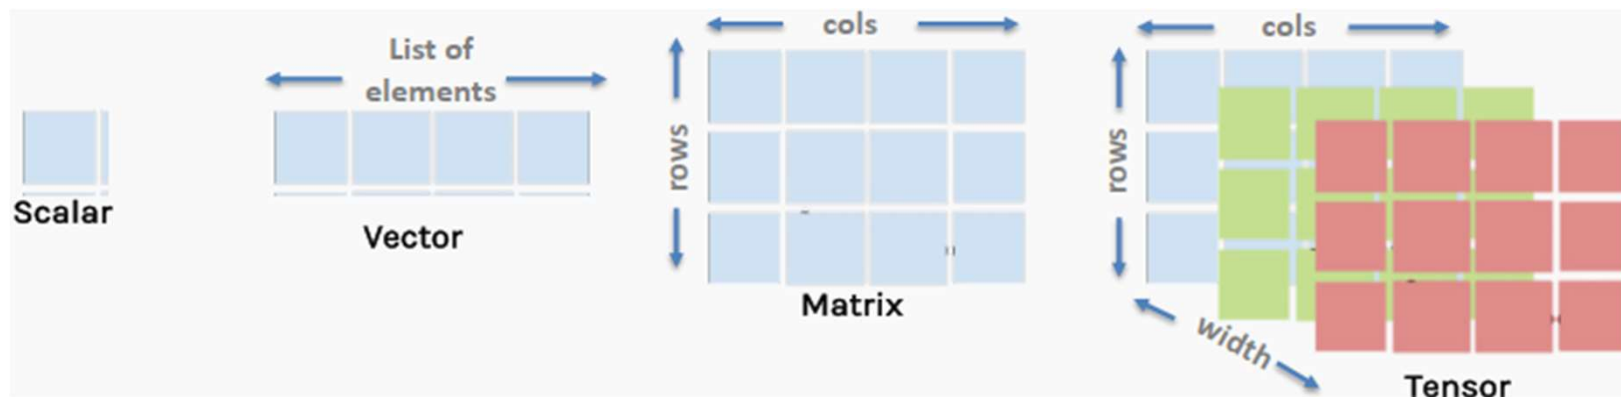 Scalar
List of
elements
Vector
cols
rows
Matrix
cols
rows
width
Tensor